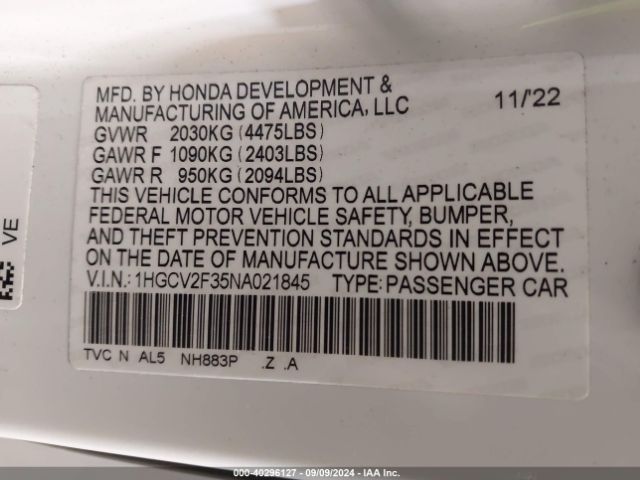 MFD. BY HONDA DEVELOPMENT &
MANUFACTURING OF AMERICA, LLC 11/'22
GVWR 2030KG (4475LBS)
GAWR F 1090KG (2403LBS)
GAWR R 950KG (2094LBS)
THIS VEHICLE CONFORMS TO ALL APPLICABLE
FEDERAL MOTOR VEHICLE SAFETY, BUMPER,
AND THEFT PREVENTION STANDARDS IN EFFECT
ON THE DATE OF MANUFACTURE SHOWN ABOVE.
V.I.N.: 1HGCV2F35NA021845 TYPE: PASSENGER CAR
TVC N AL5 NH883P .Z .A
VE
000-40296127 - 09/09/2024 - IAA Inc.